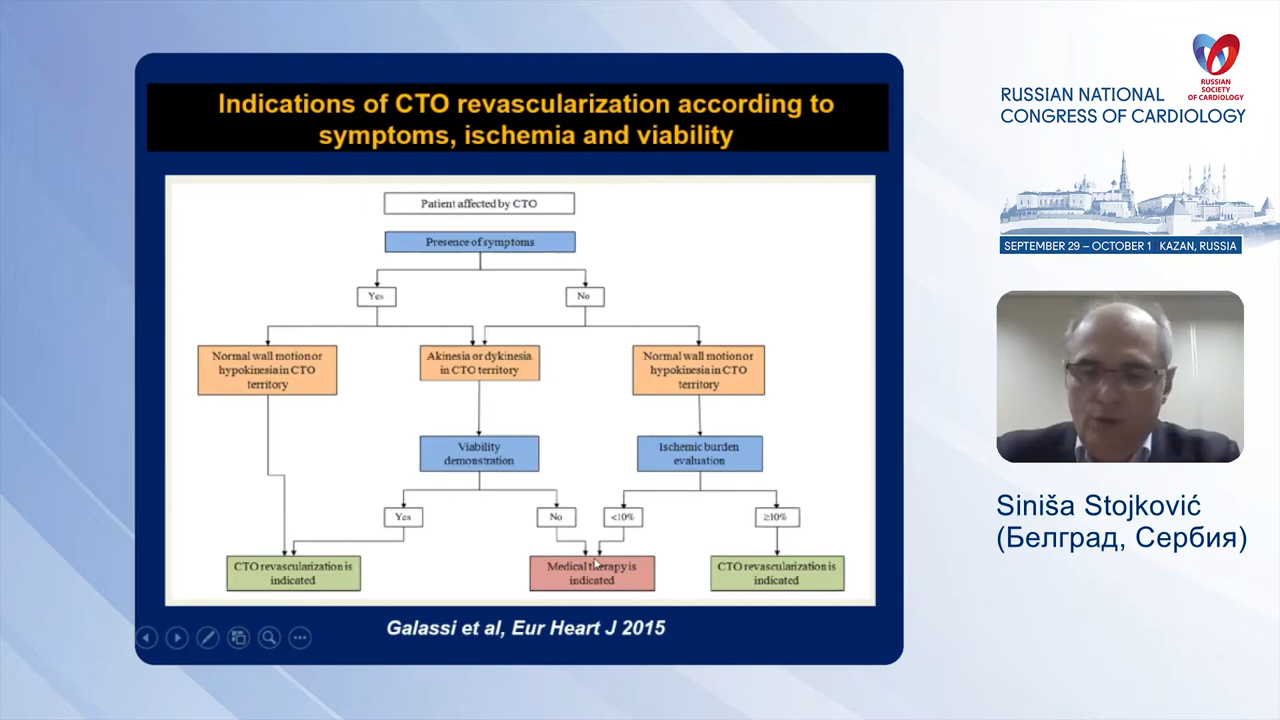 Indications of CTO revascularization according to
symptoms, ischemia and viability
Patient affected by CTO
Presence of symptoms
Yes
No
Normal wall motion or
hypokinesia in CTO
territory
Akinesia or dykinesia
in CTO territory
Normal wall motion or
hypokinesia in CTO
territory
Viability
demonstration
Ischemic burden
evaluation
Yes
No
<10%
≥10%
CTO revascularization is
indicated
Medical therapy is
indicated
CTO revascularization is
indicated
Galassi et al, Eur Heart J 2015
RUSSIAN
SOCIETY
OF CARDIOLOGY
RUSSIAN NATIONAL
CONGRESS OF CARDIOLOGY
SEPTEMBER 29 – OCTOBER 1 KAZAN, RUSSIA
Siniša Stojković
(Белград, Сербия)